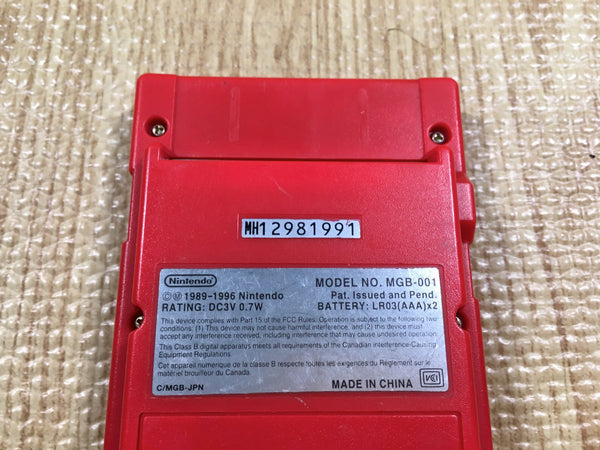 MH12981991
Nintendo
MODEL NO. MGB-001
©Ⓜ 1989-1996 Nintendo
Pat. Issued and Pend.
RATING: DC3V 0.7W
BATTERY: LR03(AAA)x2
This device complies with Part 15 of the FCC Rules. Operation is subject to the following two
conditions: (1) This device may not cause harmful interference, and (2) this device must
accept any interference received, including interference that may cause undesired operation.
This Class B digital apparatus meets all requirements of the Canadian Interference-Causing
Equipment Regulations.
Cet appareil numerique de la classe B respecte toutes les exigences du Règlement sur le
matériel brouilleur du Canada.
C/MGB-JPN
MADE IN CHINA
VCI